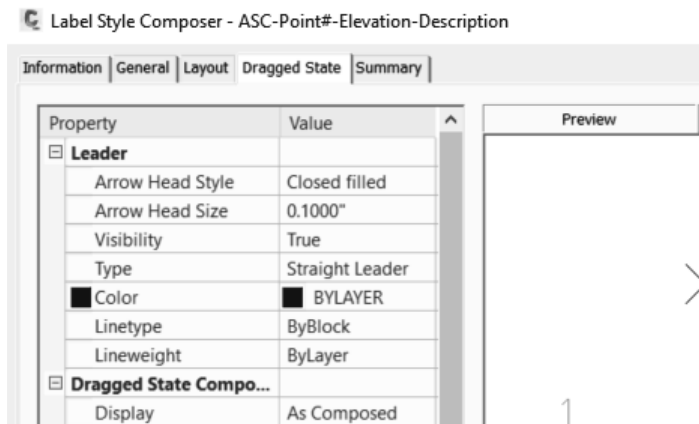 Label Style Composer - ASC-Point#-Elevation-Description
Information General Layout Dragged State Summary
Property Value Preview
Leader
Arrow Head Style Closed filled
Arrow Head Size 0.1000"
Visibility True
Type Straight Leader
Color BYLAYER
Linetype ByBlock
Lineweight ByLayer
Dragged State Compo...
Display As Composed
1